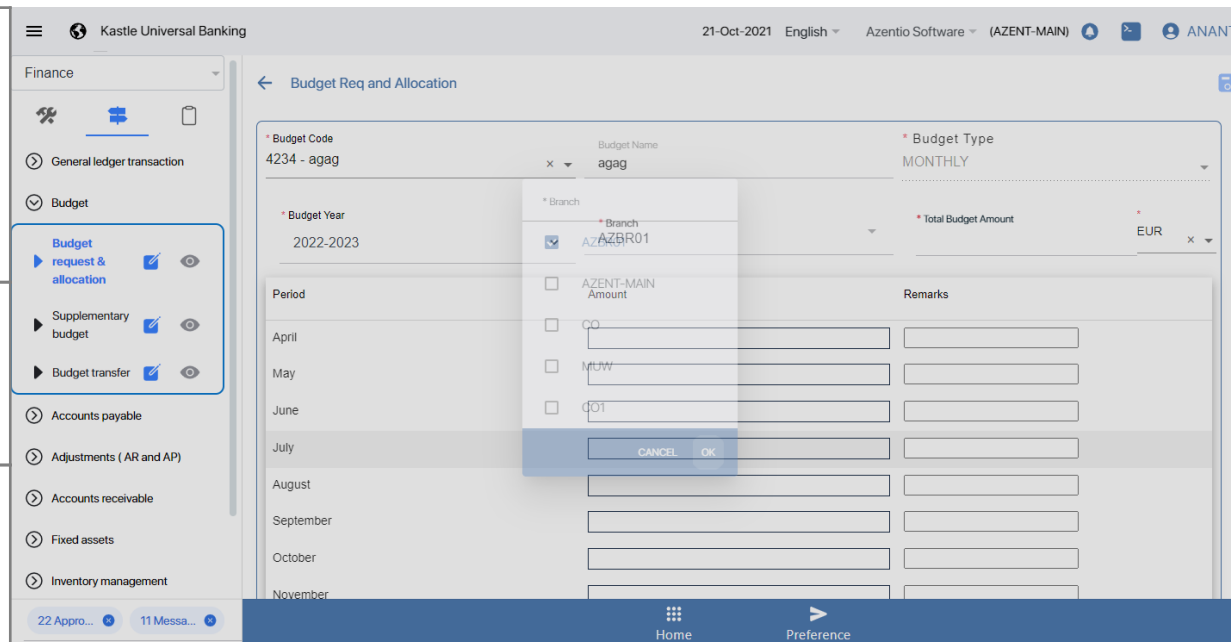 Kastle Universal Banking
21-Oct-2021 English Azentio Software (AZENT-MAIN) ANANT
Finance
Budget Req and Allocation
General ledger transaction
Budget
Budget
request &
allocation
Supplementary
budget
Budget transfer
Accounts payable
Adjustments ( AR and AP)
Accounts receivable
Fixed assets
Inventory management
22 Appro...
11 Messa...
* Budget Code
4234 - agag
Budget Name
agag
* Budget Type
MONTHLY
* Budget Year
2022-2023
* Branch
AZBR01
* Total Budget Amount
*
EUR
* Branch
AZBR01
AZENT-MAIN
CO
MUW
CO1
CANCEL OK
Period Amount Remarks
April
May
June
July
August
September
October
November
Home Preference